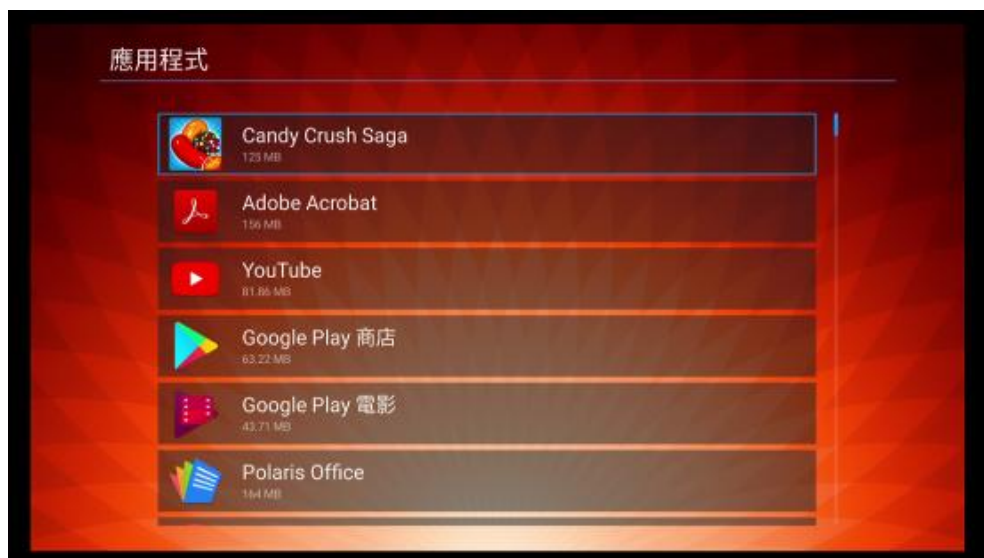 應用程式
Candy Crush Saga
125 MB
Adobe Acrobat
156 MB
YouTube
81.86 MB
Google Play 商店
63.22 MB
Google Play 電影
43.71 MB
Polaris Office
164 MB